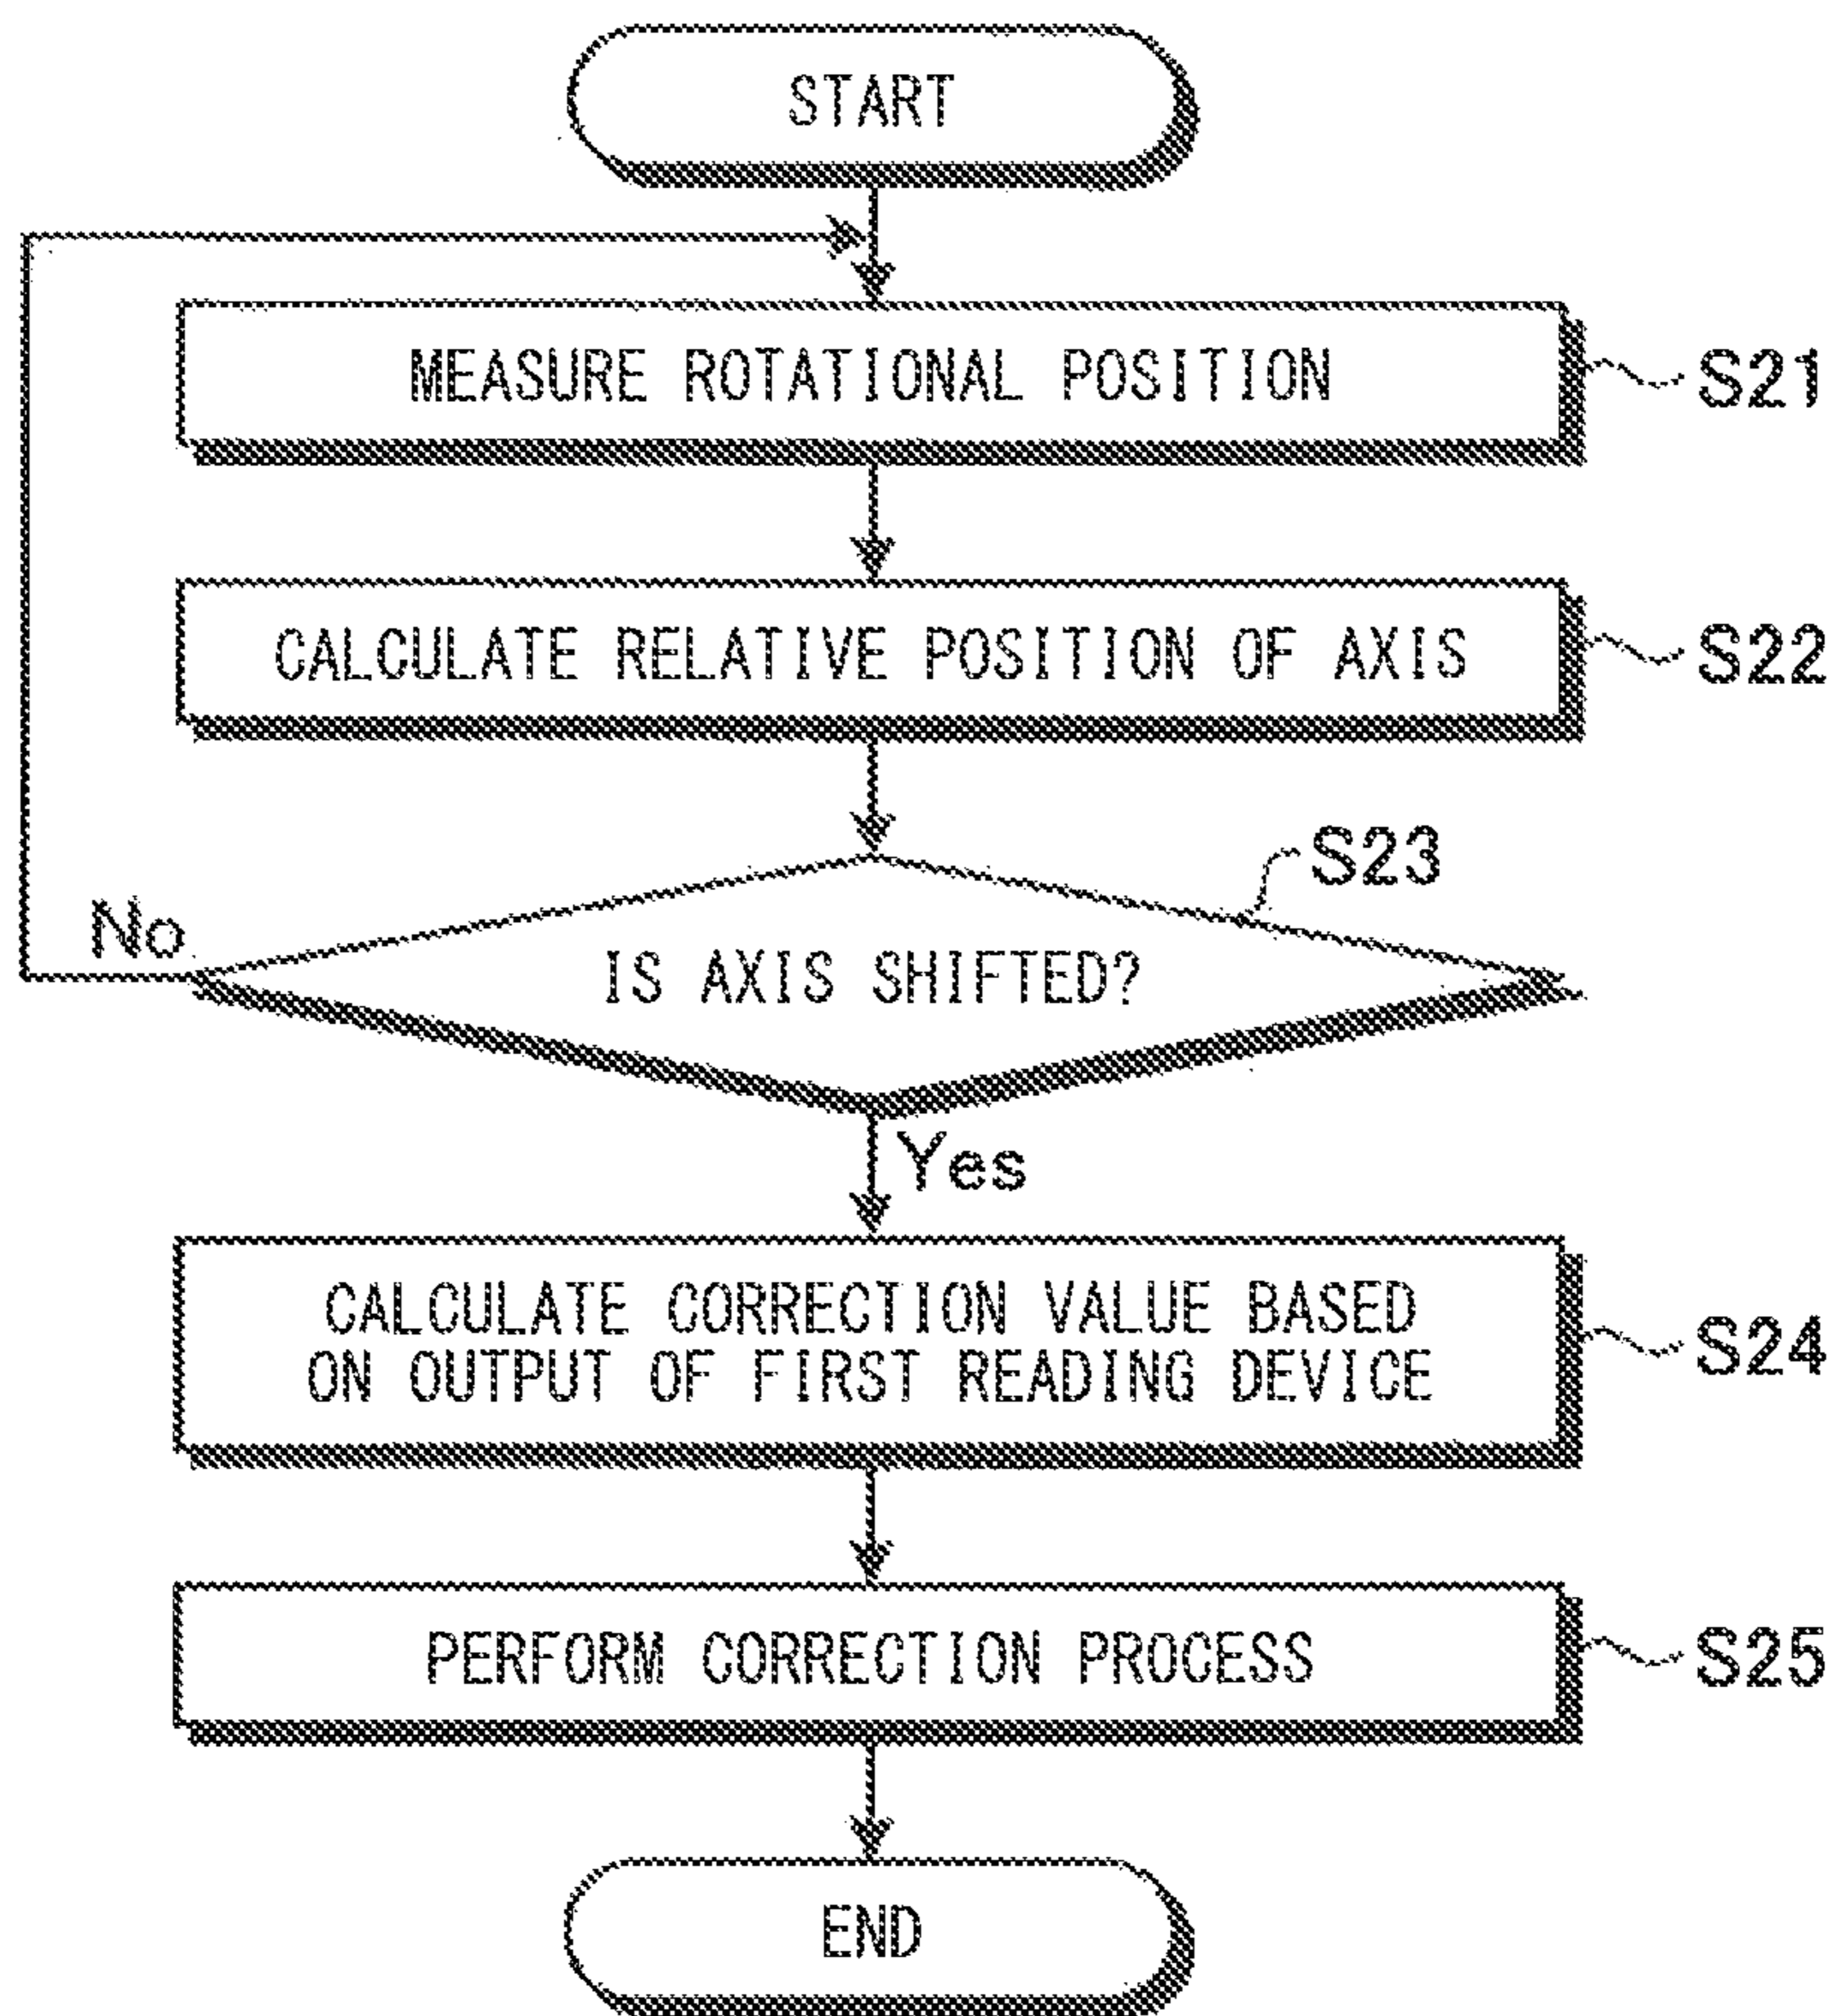 START
MEASURE ROTATIONAL POSITION
S21
CALCULATE RELATIVE POSITION OF AXIS
S22
S23
No
IS AXIS SHIFTED?
Yes
CALCULATE CORRECTION VALUE BASED
ON OUTPUT OF FIRST READING DEVICE
S24
PERFORM CORRECTION PROCESS
S25
END